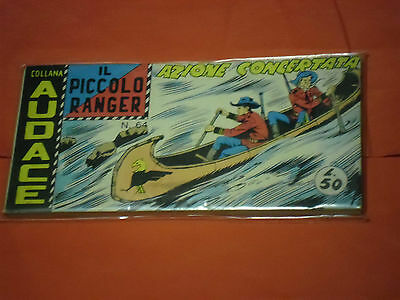 COLLANA
AUDACE
IL
PICCOLO
RANGER
AZIONE CONCERTATA
L. 50